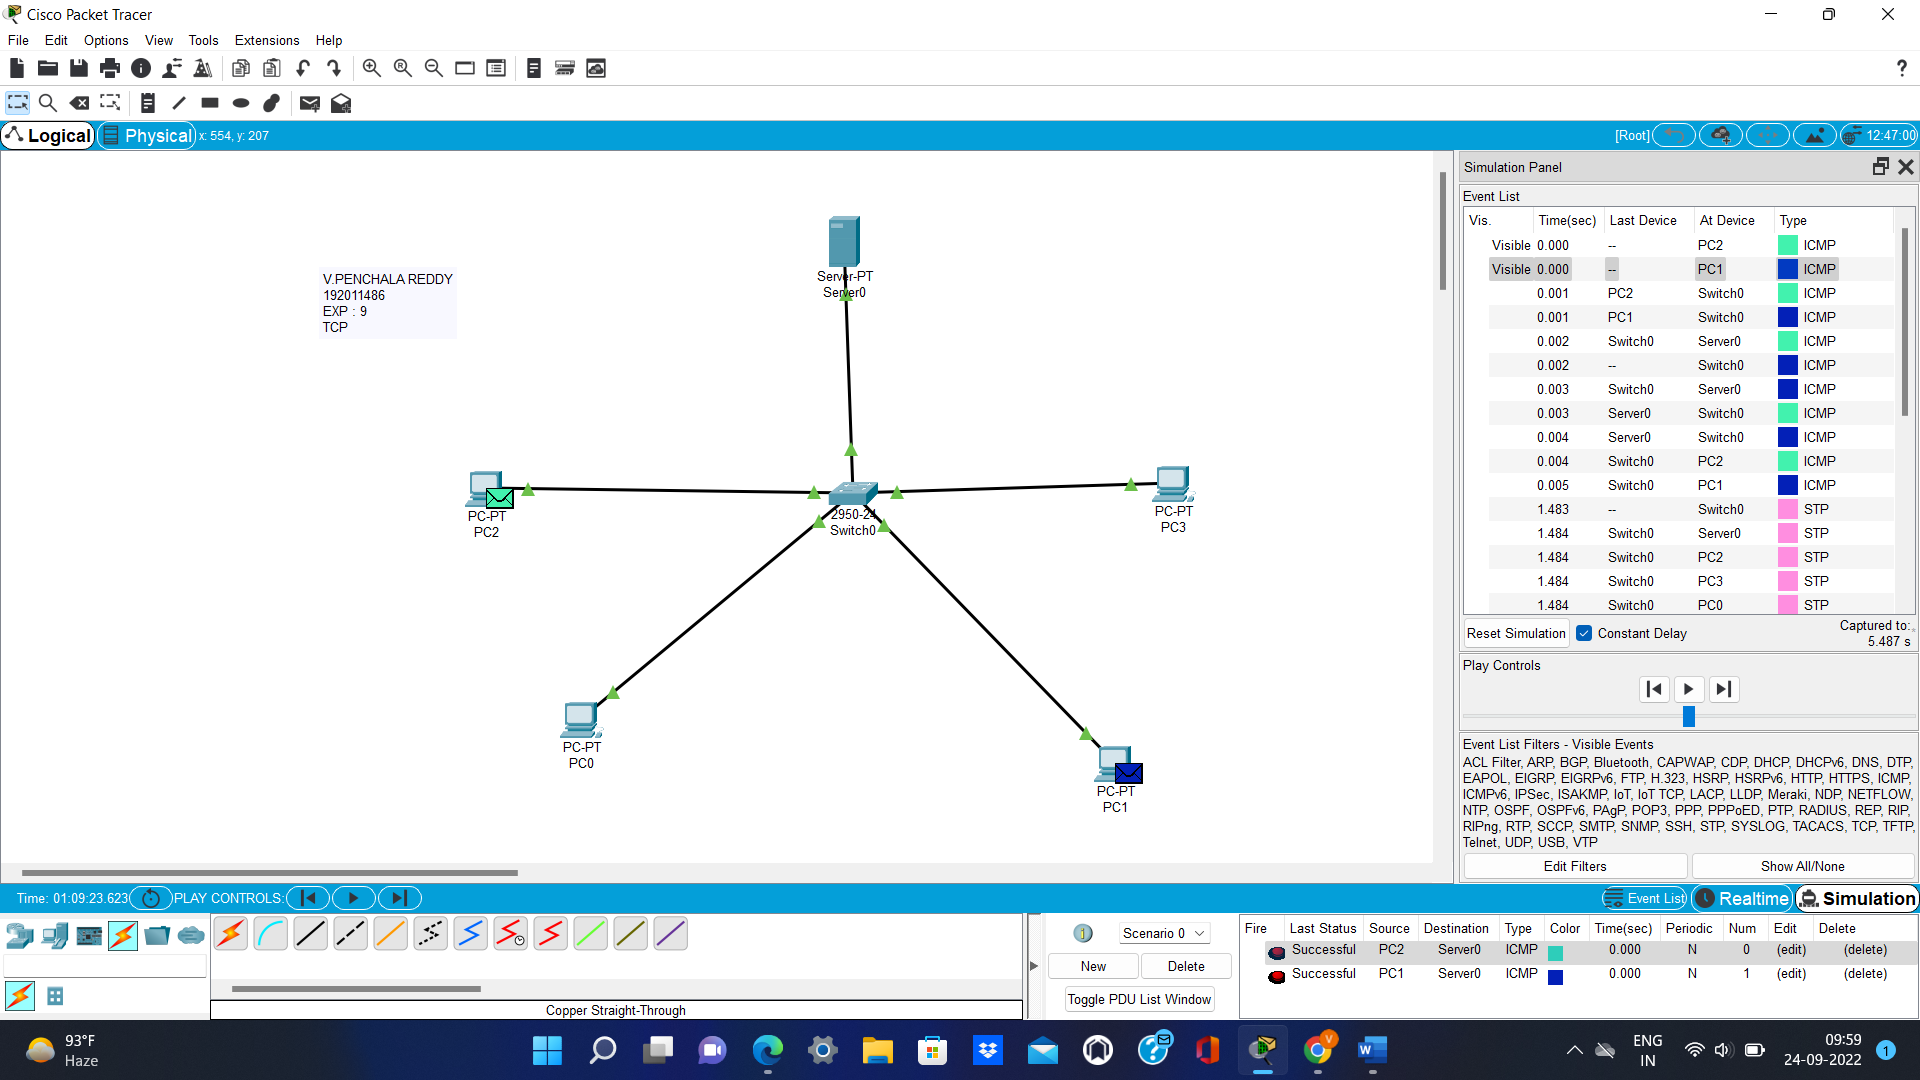 Cisco Packet Tracer
File Edit Options View Tools Extensions Help
Logical Physical x: 554, y: 207 [Root] 12:47:00
V.PENCHALA REDDY
192011486
EXP : 9
TCP
Server-PT
Server0
PC-PT
PC2
2950-24
Switch0
PC-PT
PC3
PC-PT
PC0
PC-PT
PC1
Simulation Panel
Event List
Vis. Time(sec) Last Device At Device Type
Visible 0.000 -- PC2 ICMP
Visible 0.000 -- PC1 ICMP
0.001 PC2 Switch0 ICMP
0.001 PC1 Switch0 ICMP
0.002 Switch0 Server0 ICMP
0.002 -- Switch0 ICMP
0.003 Switch0 Server0 ICMP
0.003 Server0 Switch0 ICMP
0.004 Server0 Switch0 ICMP
0.004 Switch0 PC2 ICMP
0.005 Switch0 PC1 ICMP
1.483 -- Switch0 STP
1.484 Switch0 Server0 STP
1.484 Switch0 PC2 STP
1.484 Switch0 PC3 STP
1.484 Switch0 PC0 STP
Reset Simulation Constant Delay Captured to:
5.487 s
Play Controls
Event List Filters - Visible Events
ACL Filter, ARP, BGP, Bluetooth, CAPWAP, CDP, DHCP, DHCPv6, DNS, DTP,
EAPOL, EIGRP, EIGRPv6, FTP, H.323, HSRP, HSRPv6, HTTP, HTTPS, ICMP,
ICMPv6, IPSec, ISAKMP, IoT, IoT TCP, LACP, LLDP, Meraki, NDP, NETFLOW,
NTP, OSPF, OSPFv6, PAgP, POP3, PPP, PPPoED, PTP, RADIUS, REP, RIP,
RIPng, RTP, SCCP, SMTP, SNMP, SSH, STP, SYSLOG, TACACS, TCP, TFTP,
Telnet, UDP, USB, VTP
Edit Filters Show All/None
Time: 01:09:23.623 PLAY CONTROLS: Event List Realtime Simulation
Copper Straight-Through
Scenario 0
New Delete
Toggle PDU List Window
Fire Last Status Source Destination Type Color Time(sec) Periodic Num Edit Delete
Successful PC2 Server0 ICMP 0.000 N 0 (edit) (delete)
Successful PC1 Server0 ICMP 0.000 N 1 (edit) (delete)
93°F
Haze
ENG
IN
09:59
24-09-2022
1